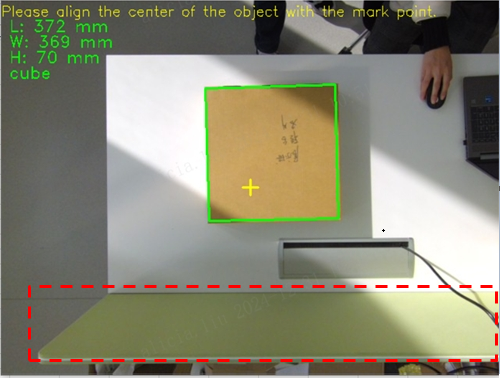 Please align the center of the object with the mark point.
L: 372 mm
W: 369 mm
H: 70 mm
cube